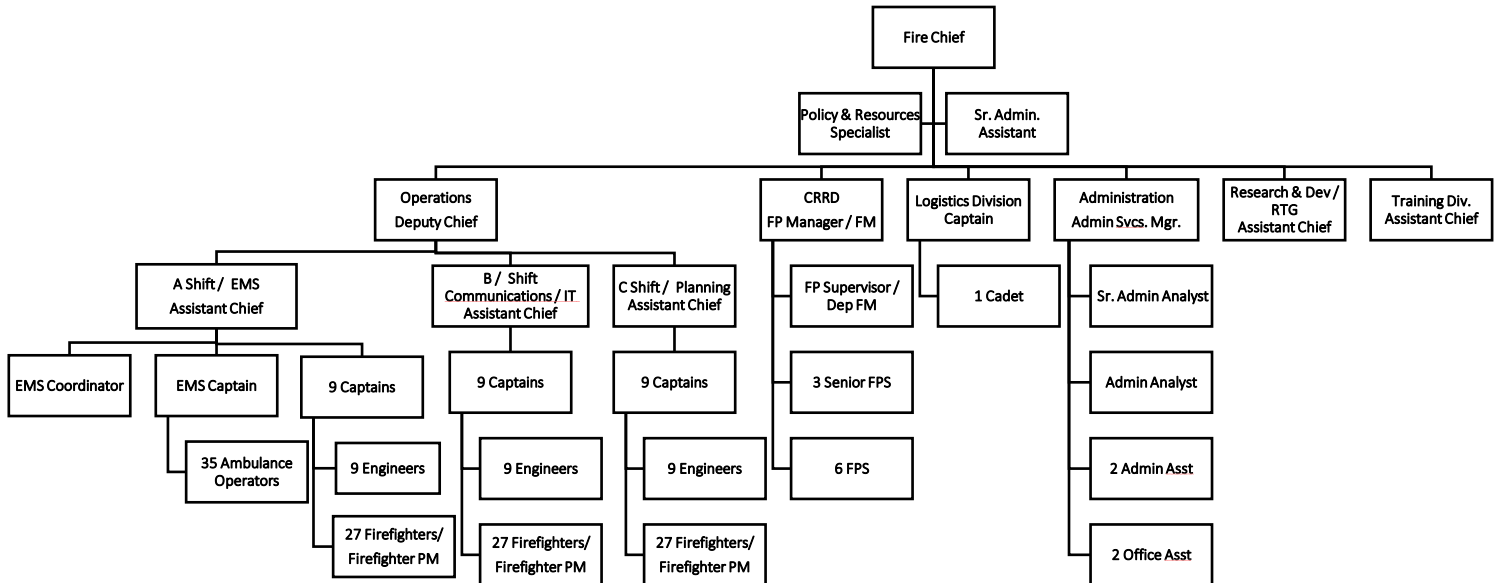 Fire Chief
Policy & Resources
Specialist
Sr. Admin.
Assistant
Operations
Deputy Chief
CRRD
FP Manager / FM
Logistics Division
Captain
Administration
Admin Svcs. Mgr.
Research & Dev /
RTG
Assistant Chief
Training Div.
Assistant Chief
A Shift / EMS
Assistant Chief
B / Shift
Communications / IT
Assistant Chief
C Shift / Planning
Assistant Chief
FP Supervisor /
Dep FM
1 Cadet
Sr. Admin Analyst
EMS Coordinator
EMS Captain
9 Captains
9 Captains
9 Captains
3 Senior FPS
Admin Analyst
35 Ambulance
Operators
9 Engineers
9 Engineers
9 Engineers
6 FPS
2 Admin Asst
27 Firefighters/
Firefighter PM
27 Firefighters/
Firefighter PM
27 Firefighters/
Firefighter PM
2 Office Asst